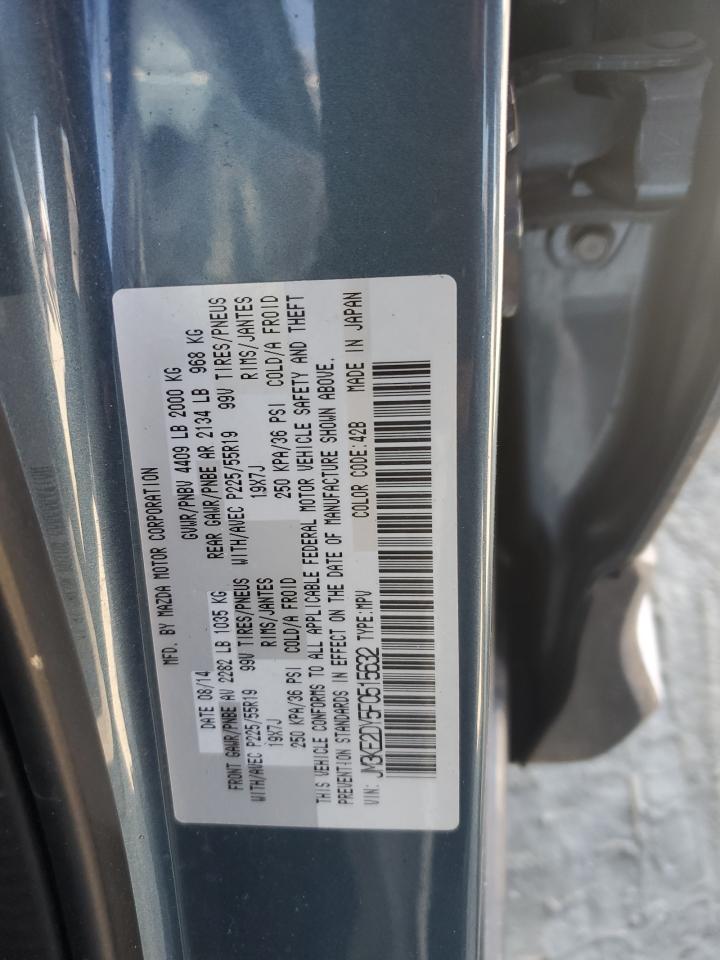 MFD. BY MAZDA MOTOR CORPORATION
DATE 08/14 GVWR/PNBV 4409 LB 2000 KG
FRONT GAWR/PNBE AV 2282 LB 1035 KG REAR GAWR/PNBE AR 2134 LB 968 KG
WITH/AVEC P225/55R19 99V TIRES/PNEUS WITH/AVEC P225/55R19 99V TIRES/PNEUS
19X7J RIMS/JANTES 19X7J RIMS/JANTES
250 KPA/36 PSI COLD/A FROID 250 KPA/36 PSI COLD/A FROID
THIS VEHICLE CONFORMS TO ALL APPLICABLE FEDERAL MOTOR VEHICLE SAFETY AND THEFT
PREVENTION STANDARDS IN EFFECT ON THE DATE OF MANUFACTURE SHOWN ABOVE.
COLOR CODE:42B MADE IN JAPAN
VIN: JM3KE2DY5F0515632 TYPE:MPV